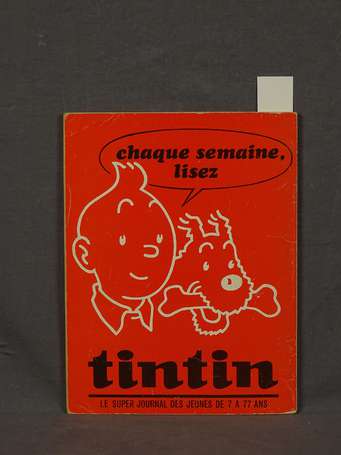 chaque semaine,
lisez
tintin
LE SUPER JOURNAL DES JEUNES DE 7 A 77 ANS